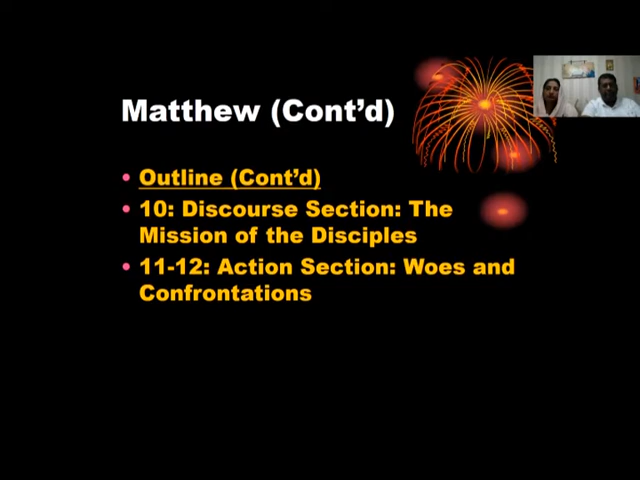 Matthew (Cont’d)
• Outline (Cont’d)
• 10: Discourse Section: The
Mission of the Disciples
• 11-12: Action Section: Woes and
Confrontations